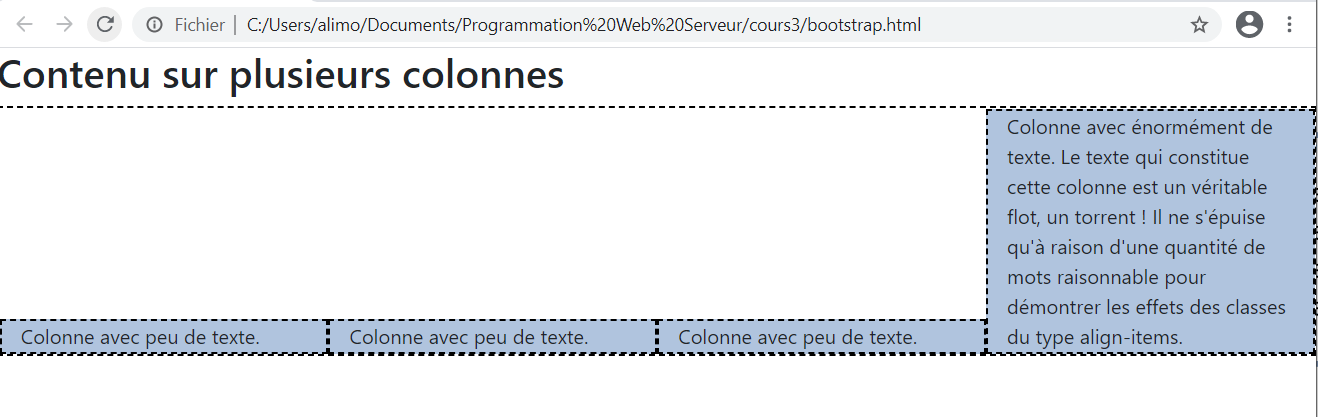 Fichier | C:/Users/alimo/Documents/Programmation%20Web%20Serveur/cours3/bootstrap.html
Contenu sur plusieurs colonnes
Colonne avec peu de texte.
Colonne avec peu de texte.
Colonne avec peu de texte.
Colonne avec énormément de
texte. Le texte qui constitue
cette colonne est un véritable
flot, un torrent ! Il ne s'épuise
qu'à raison d'une quantité de
mots raisonnable pour
démontrer les effets des classes
du type align-items.